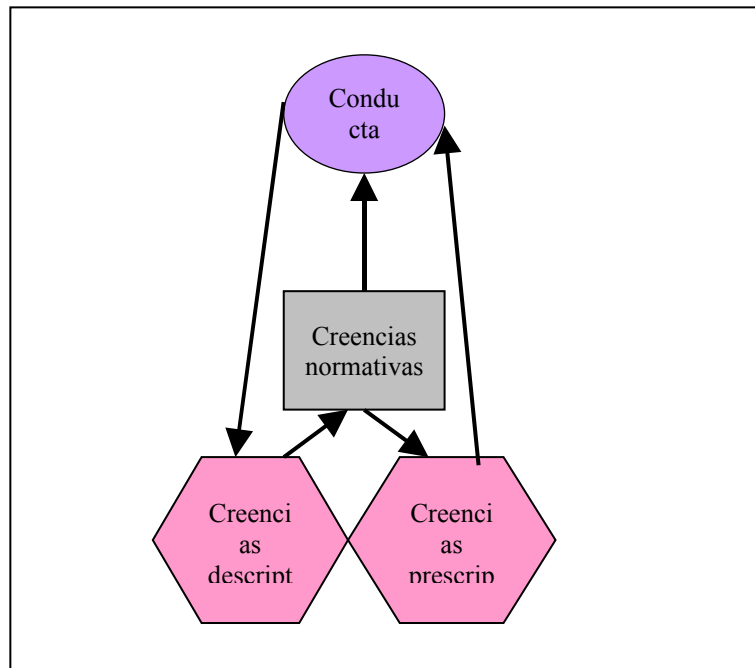 Condu
cta
Creencias
normativas
Creenci
as
descript
Creenci
as
prescrip